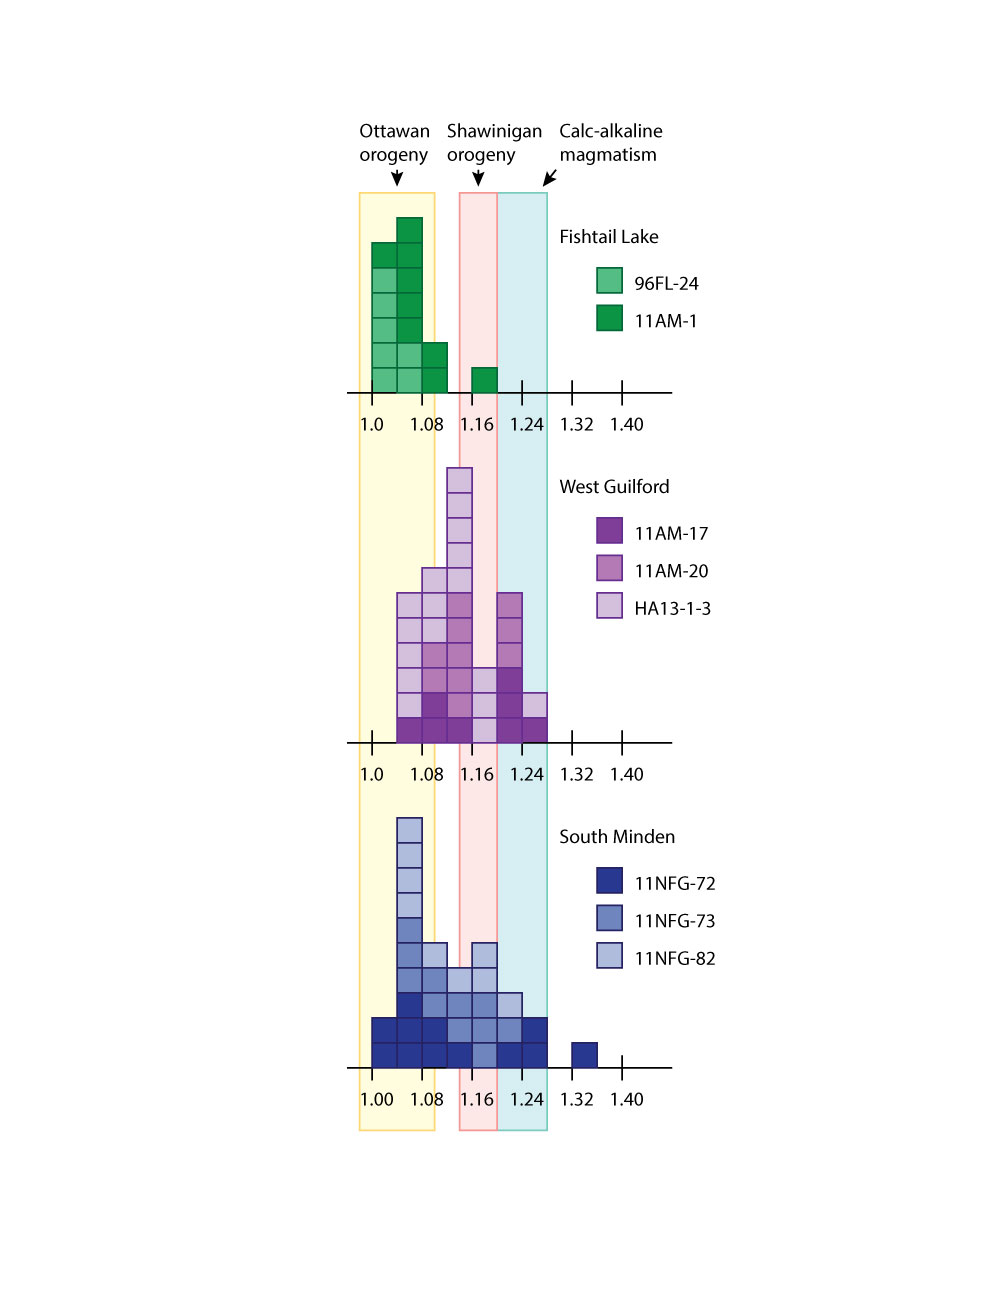 Ottawan
orogeny
Shawinigan
orogeny
Calc-alkaline
magmatism
Fishtail Lake
96FL-24
11AM-1
1.0 1.08 1.16 1.24 1.32 1.40
West Guilford
11AM-17
11AM-20
HA13-1-3
1.0 1.08 1.16 1.24 1.32 1.40
South Minden
11NFG-72
11NFG-73
11NFG-82
1.00 1.08 1.16 1.24 1.32 1.40